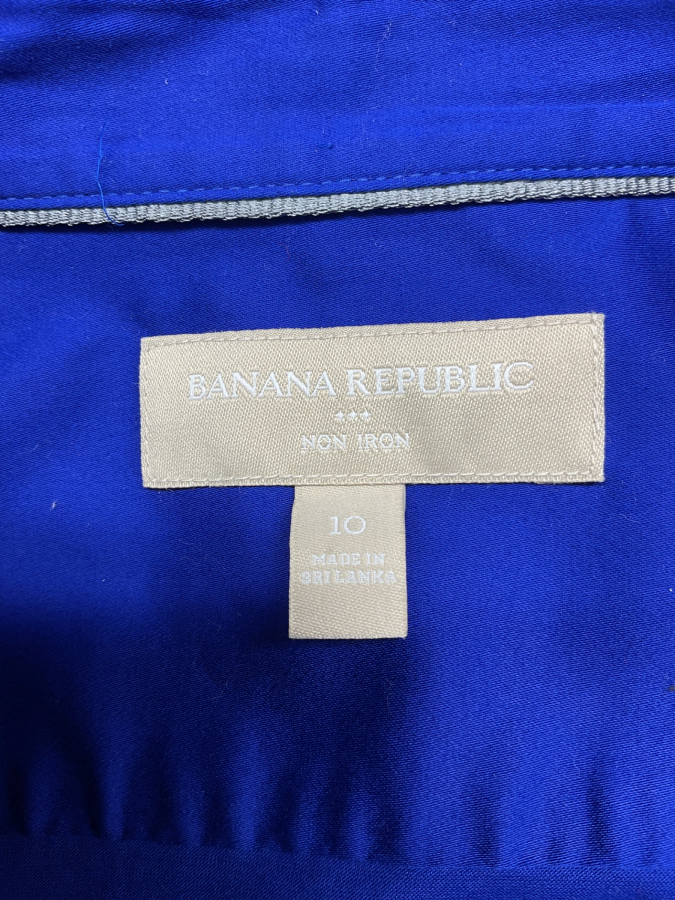 BANANA REPUBLIC
NON IRON
10
MADE IN
SRI LANKA